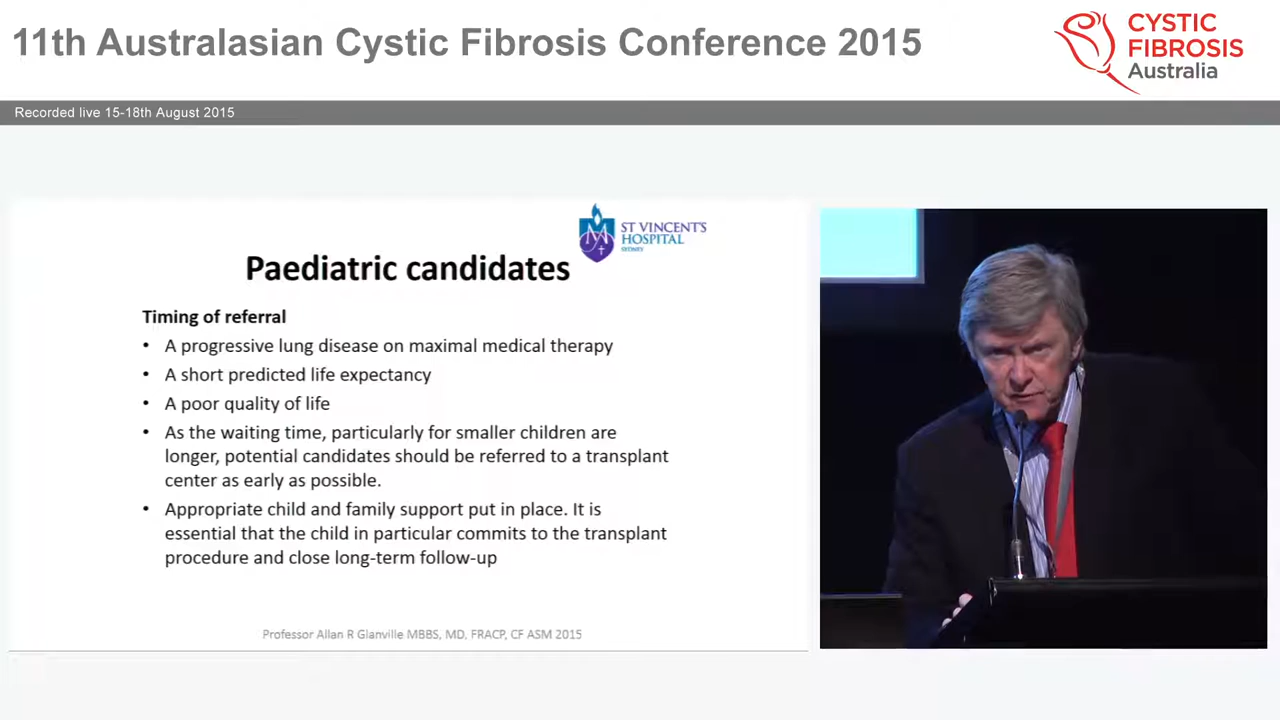 11th Australasian Cystic Fibrosis Conference 2015
CYSTIC
FIBROSIS
Australia
Recorded live 15-18th August 2015
ST VINCENT'S
HOSPITAL
SYDNEY
Paediatric candidates
Timing of referral
• A progressive lung disease on maximal medical therapy
• A short predicted life expectancy
• A poor quality of life
• As the waiting time, particularly for smaller children are
longer, potential candidates should be referred to a transplant
center as early as possible.
• Appropriate child and family support put in place. It is
essential that the child in particular commits to the transplant
procedure and close long-term follow-up
Professor Allan R Glanville MBBS, MD, FRACP, CF ASM 2015